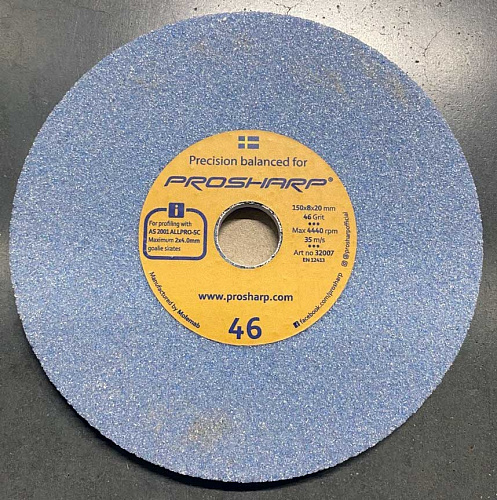 Precision balanced for
PROSHARP®
i
For profiling with
AS 2001 ALLPRO-SC
Maximum 2x4.0mm
goalie skates
150x8x20 mm
46 Grit
•••
Max 4440 rpm
35 m/s
•••
Art no 32007
EN 12413
@prosharpofficial
www.prosharp.com
Manufactured by Molemab
46
facebook.com/prosharp